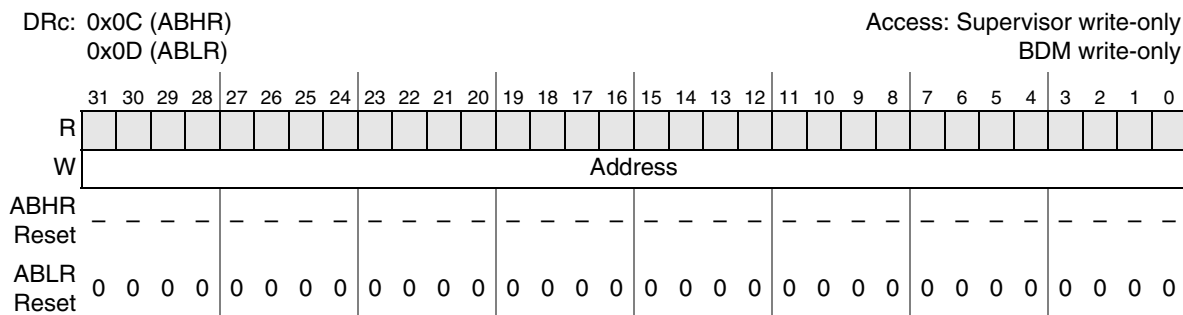 DRc: 0x0C (ABHR) Access: Supervisor write-only
0x0D (ABLR) BDM write-only
31 30 29 28 27 26 25 24 23 22 21 20 19 18 17 16 15 14 13 12 11 10 9 8 7 6 5 4 3 2 1 0
R
W Address
ABHR
Reset – – – – – – – – – – – – – – – – – – – – – – – – – – – – – – – –
ABLR
Reset 0 0 0 0 0 0 0 0 0 0 0 0 0 0 0 0 0 0 0 0 0 0 0 0 0 0 0 0 0 0 0 0